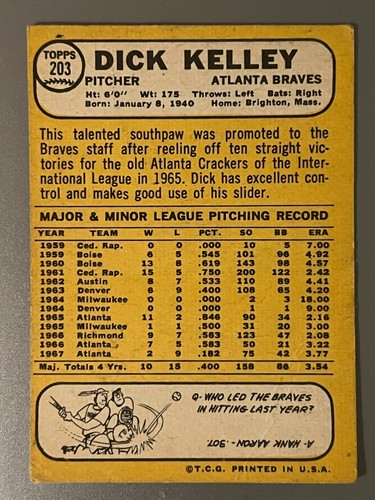 TOPPS
203
DICK KELLEY
PITCHER ATLANTA BRAVES
Ht: 6'0" Wt: 175 Throws: Left Bats: Right
Born: January 8, 1940 Home: Brighton, Mass.
This talented southpaw was promoted to the
Braves staff after reeling off ten straight vic-
tories for the old Atlanta Crackers of the Inter-
national League in 1965. Dick has excellent con-
trol and makes good use of his slider.
MAJOR & MINOR LEAGUE PITCHING RECORD
YEAR TEAM W L PCT. SO BB ERA
1959 Ced. Rap. 0 0 .000 10 5 7.00
1959 Boise 6 5 .545 101 96 4.92
1960 Boise 13 8 .619 143 98 4.57
1961 Ced. Rap. 15 5 .750 200 122 2.42
1962 Austin 8 7 .533 110 89 4.41
1963 Denver 6 9 .400 108 65 4.20
1964 Milwaukee 0 0 .000 2 3 18.00
1964 Denver 0 0 .000 1 1 9.00
1965 Atlanta 11 2 .846 90 34 2.16
1965 Milwaukee 1 1 .500 31 20 3.00
1966 Richmond 9 7 .563 123 47 2.08
1966 Atlanta 7 5 .583 50 21 3.22
1967 Atlanta 2 9 .182 75 42 3.77
Maj. Totals 4 Yrs. 10 15 .400 158 86 3.54
Q- WHO LED THE BRAVES
IN HITTING LAST YEAR?
A- HANK AARON - .307.
©T.C.G. PRINTED IN U.S.A.